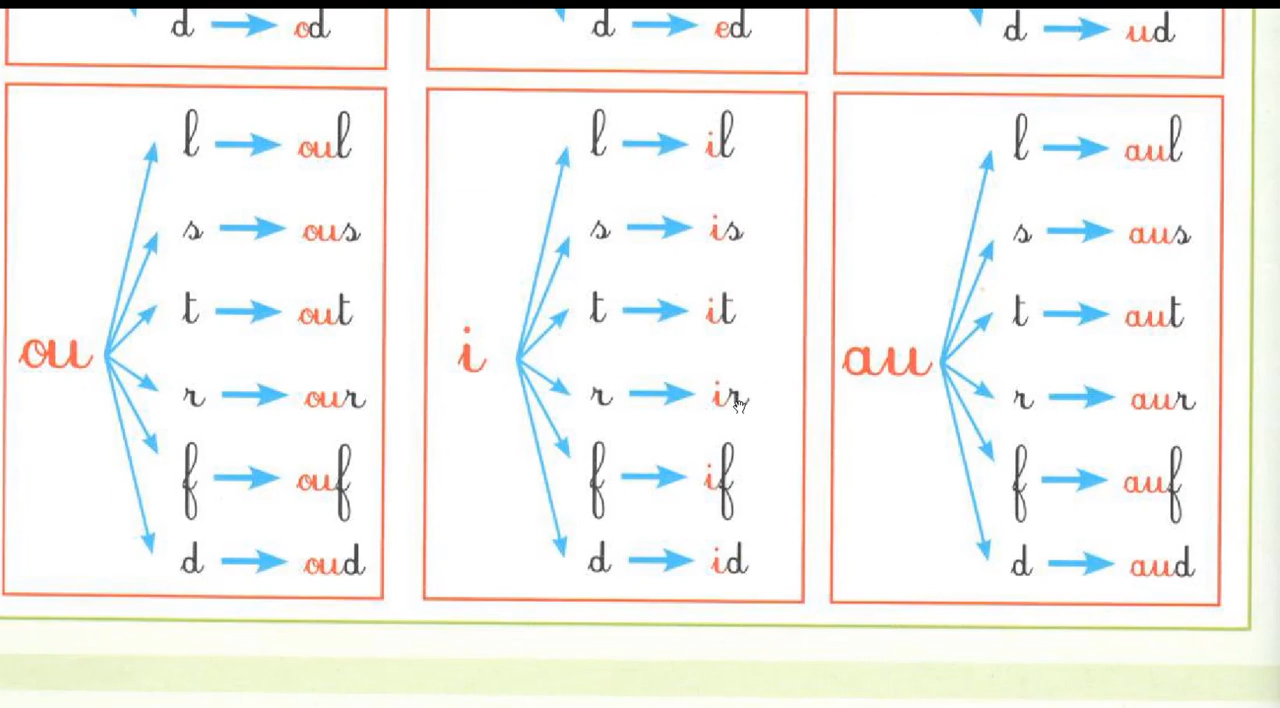 d od
d ed
d ud
ou
l oul
s ous
t out
r our
f ouf
d oud
i
l il
s is
t it
r ir
f if
d id
au
l aul
s aus
t aut
r aur
f auf
d aud